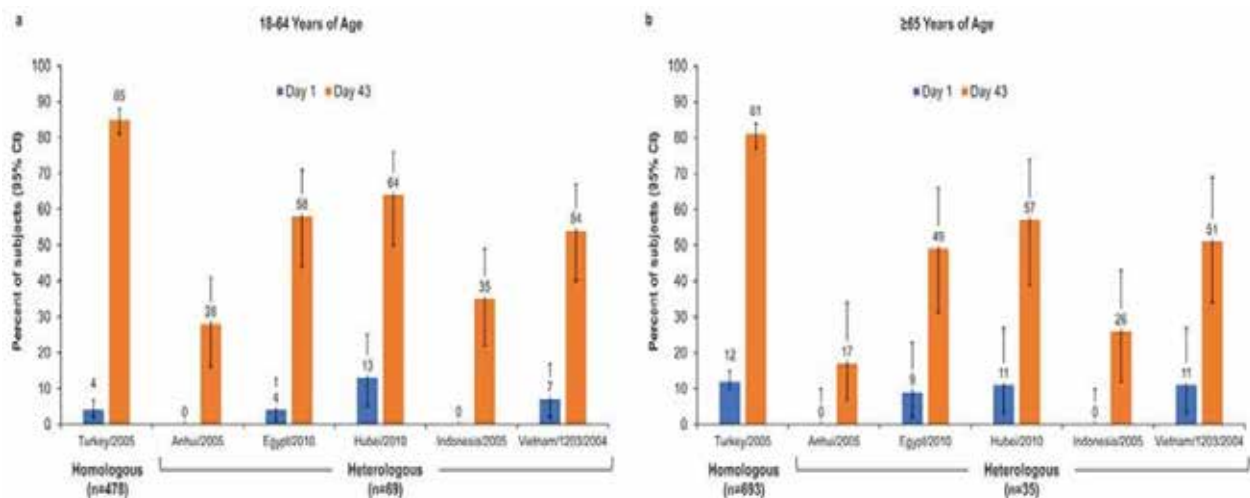 a
18-64 Years of Age
Percent of subjects (95% CI)
100
90
80
70
60
50
40
30
20
10
0
Day 1
Day 43
4
85
0
28
4
58
13
64
0
35
7
54
Turkey/2005
Anhui/2005
Egypt/2010
Hubei/2010
Indonesia/2005
Vietnam/1203/2004
Homologous
(n=478)
Heterologous
(n=69)
b
≥65 Years of Age
Percent of subjects (95% CI)
100
90
80
70
60
50
40
30
20
10
0
Day 1
Day 43
12
81
0
17
9
49
11
57
0
26
11
51
Turkey/2005
Anhui/2005
Egypt/2010
Hubei/2010
Indonesia/2005
Vietnam/1203/2004
Homologous
(n=693)
Heterologous
(n=35)